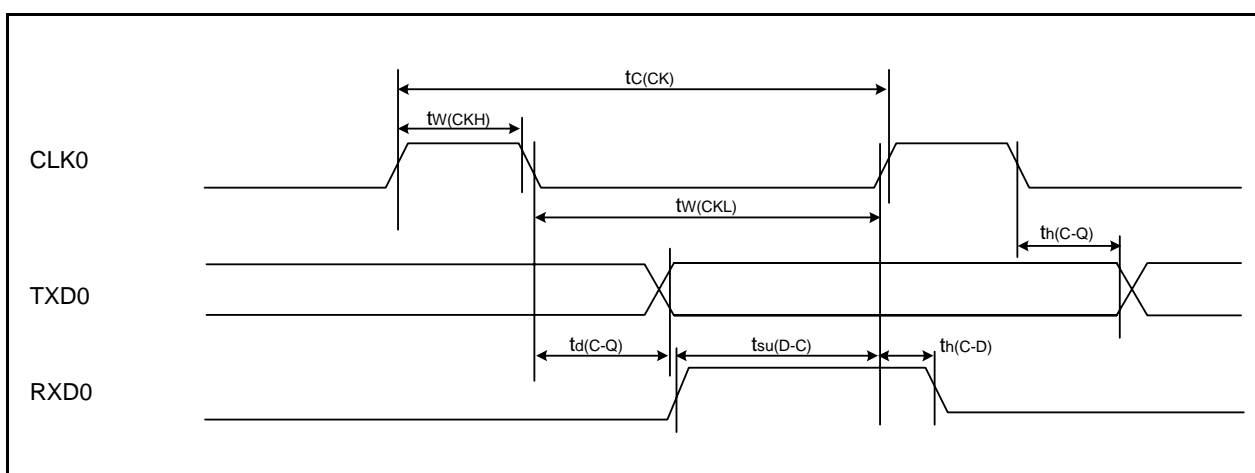 tC(CK)
tW(CKH)
CLK0
tW(CKL)
th(C-Q)
TXD0
td(C-Q)
tsu(D-C)
th(C-D)
RXD0